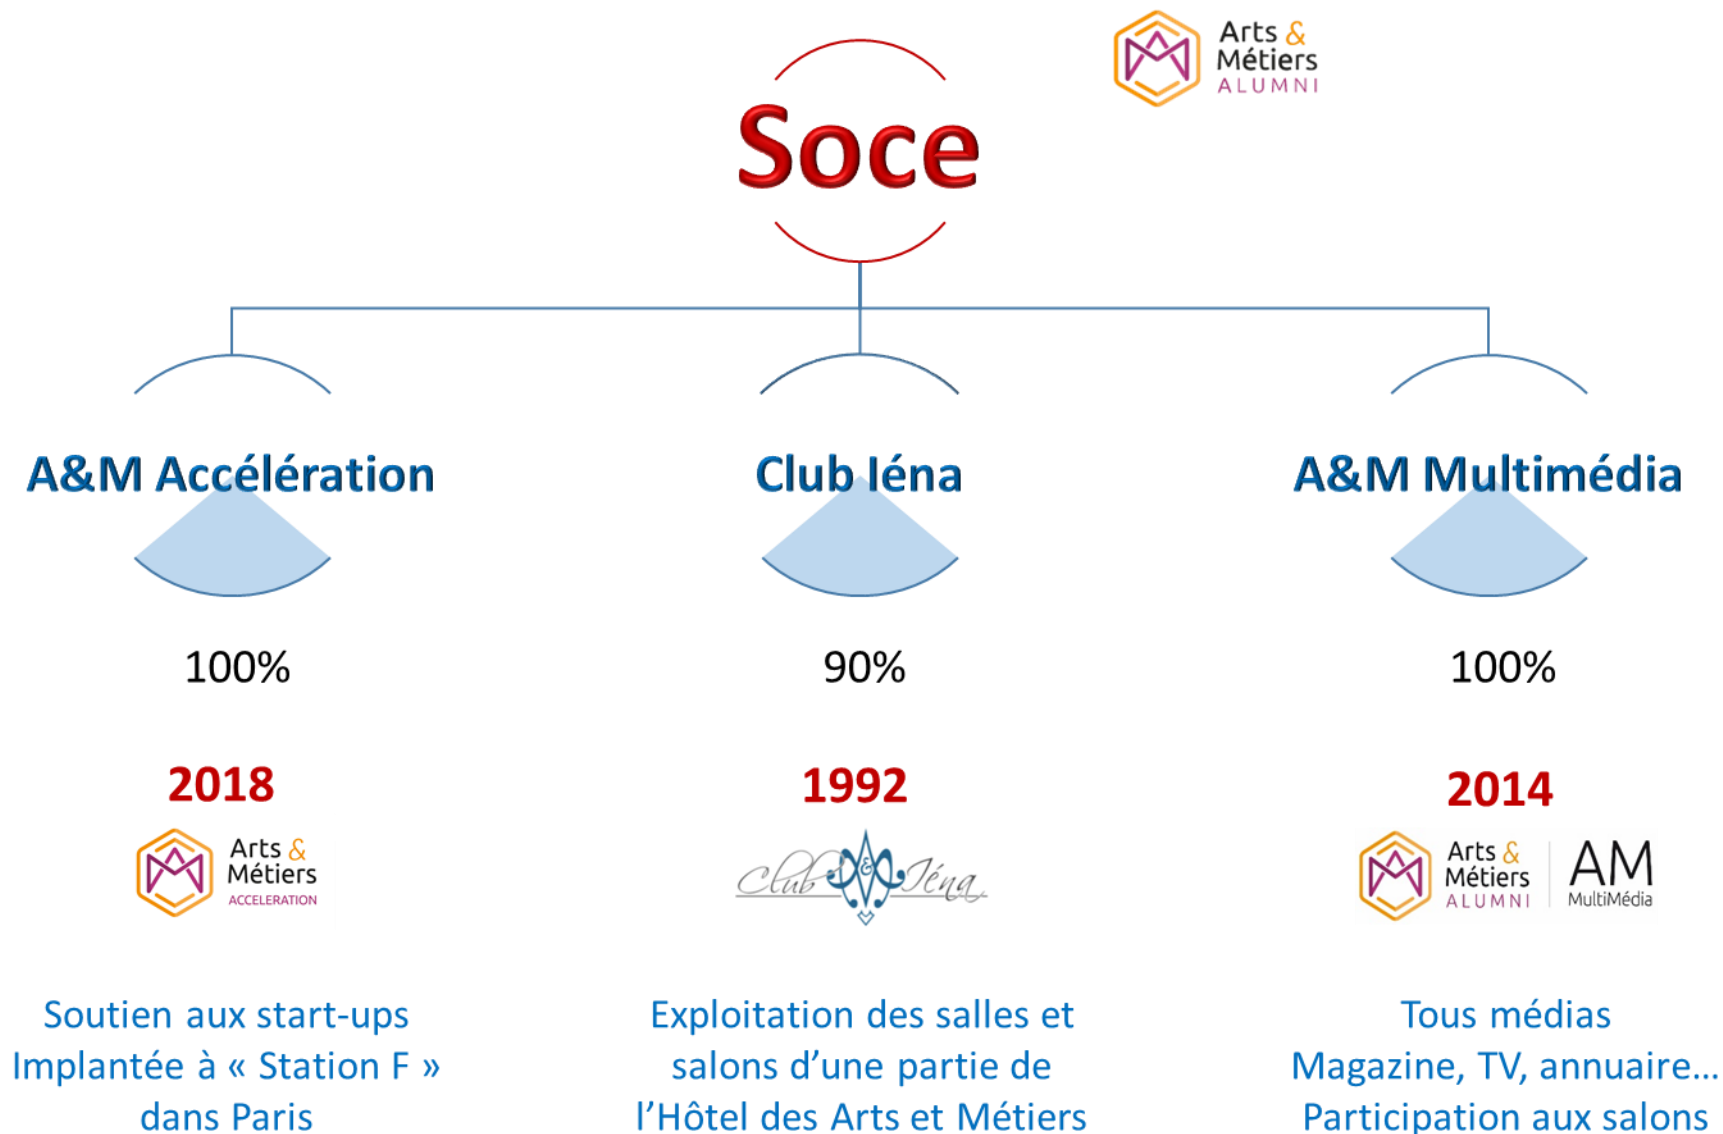 Arts &
Métiers
ALUMNI
Soce
A&M Accélération
Club Iéna
A&M Multimédia
100%
90%
100%
2018
1992
2014
Arts &
Métiers
ACCELERATION
Club & Iéna
Arts &
Métiers
ALUMNI
AM
MultiMédia
Soutien aux start-ups
Implantée à « Station F »
dans Paris
Exploitation des salles et
salons d’une partie de
l’Hôtel des Arts et Métiers
Tous médias
Magazine, TV, annuaire...
Participation aux salons